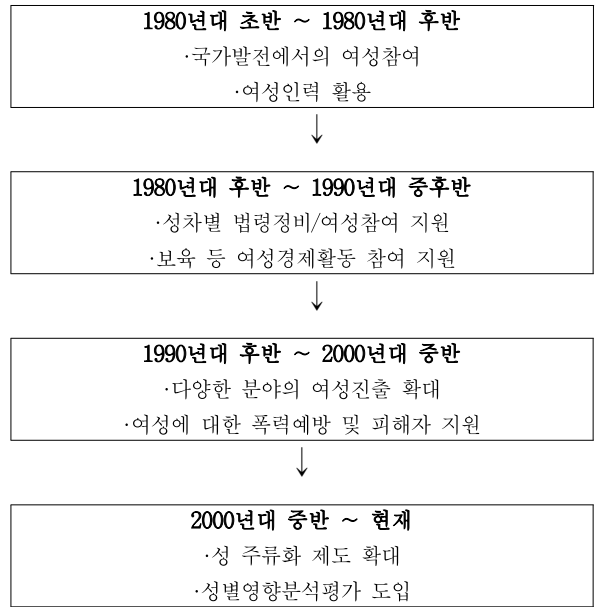 1980년대 초반 ~ 1980년대 후반
·국가발전에서의 여성참여
·여성인력 활용
↓
1980년대 후반 ~ 1990년대 중후반
·성차별 법령정비/여성참여 지원
·보육 등 여성경제활동 참여 지원
↓
1990년대 후반 ~ 2000년대 중반
·다양한 분야의 여성진출 확대
·여성에 대한 폭력예방 및 피해자 지원
↓
2000년대 중반 ~ 현재
·성 주류화 제도 확대
·성별영향분석평가 도입